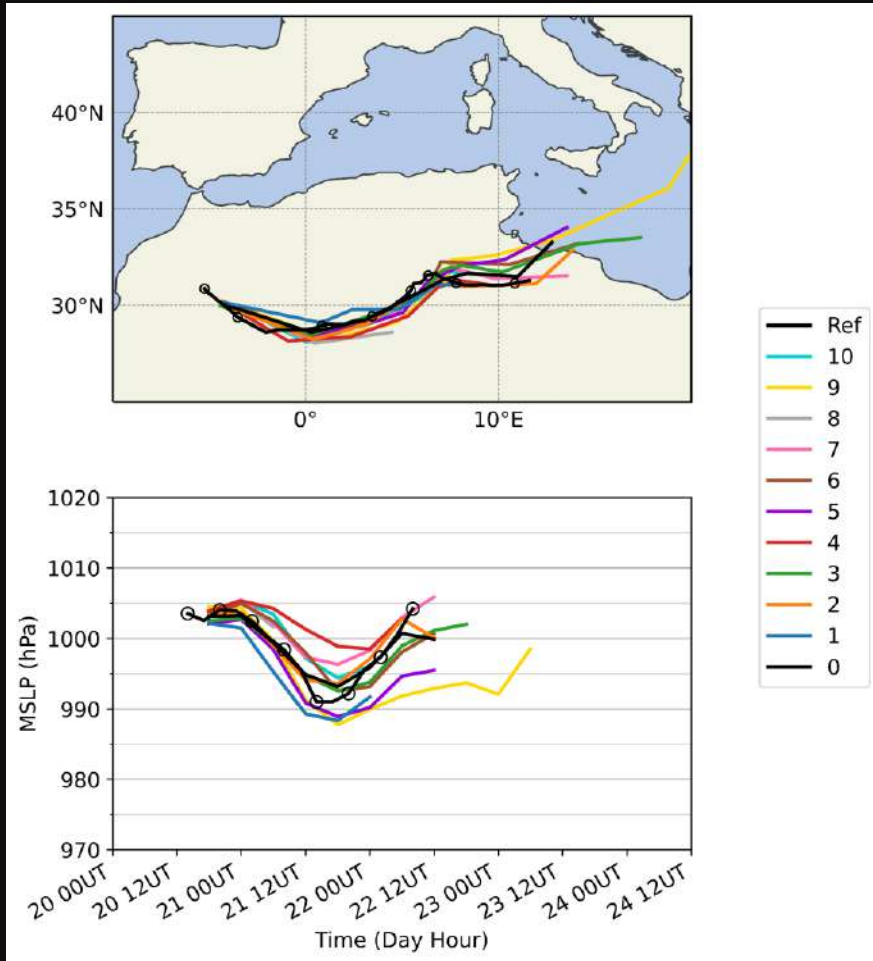 40°N
35°N
30°N
0°
10°E
Ref
10
9
8
7
6
5
4
3
2
1
0
1020
1010
1000
990
980
970
MSLP (hPa)
20 00UT
20 12UT
21 00UT
21 12UT
22 00UT
22 12UT
23 00UT
23 12UT
24 00UT
24 12UT
Time (Day Hour)